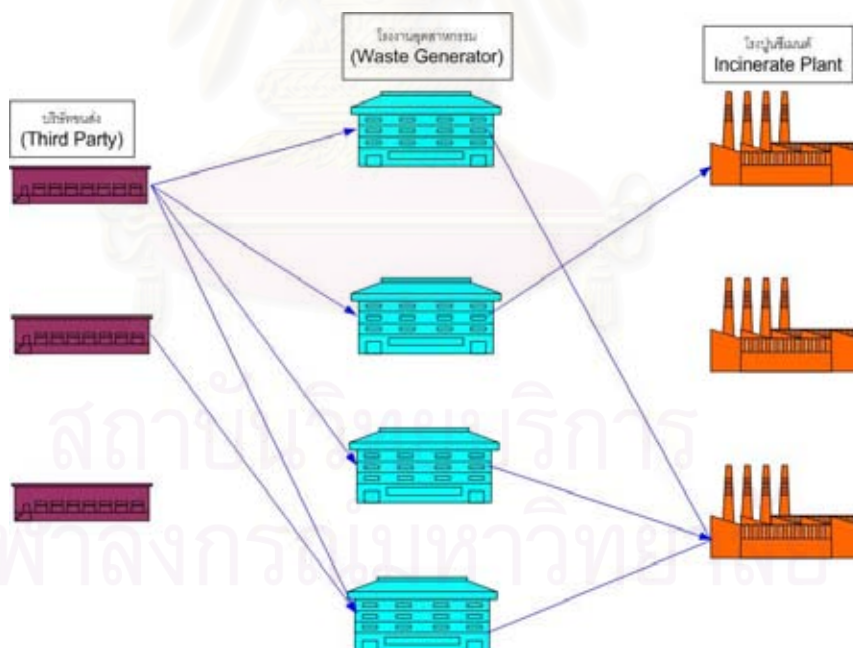 บริษัทขนส่ง
(Third Party)
โรงงานอุตสาหกรรม
(Waste Generator)
โรงปูนซีเมนต์
Incinerate Plant
สถาบันวิทยบริการ
จุฬาลงกรณ์มหาวิทยาลัย